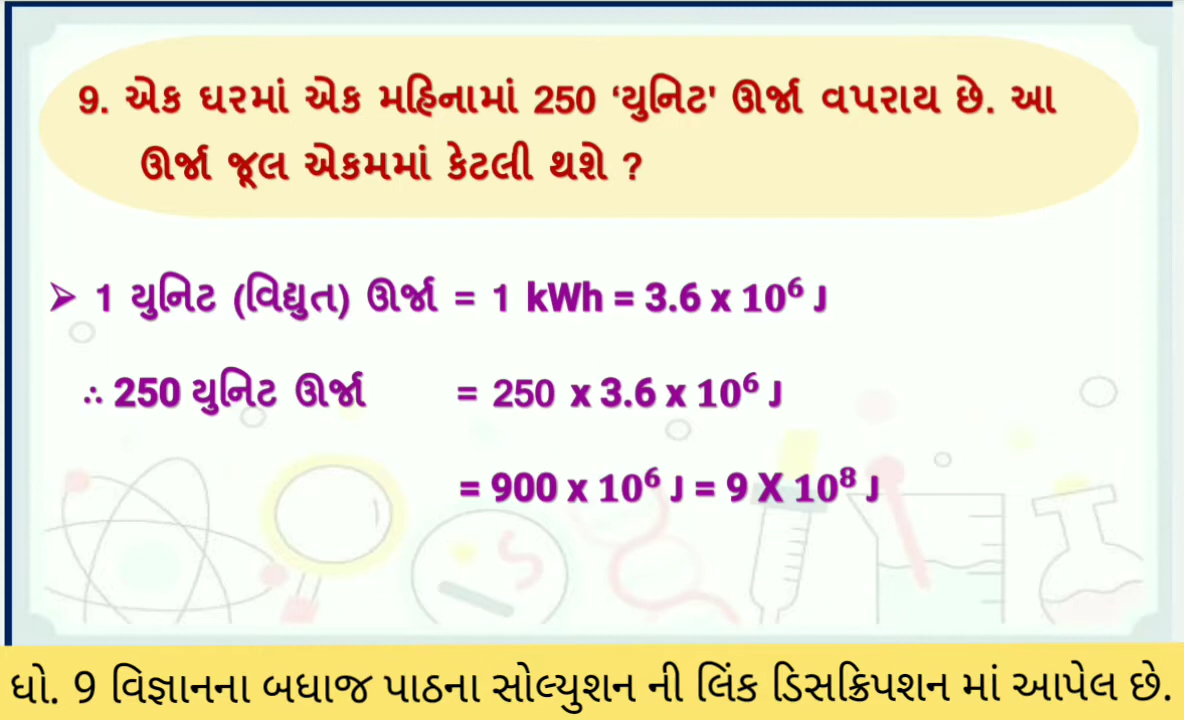 9. એક ઘરમાં એક મહિનામાં 250 ‘યુનિટ' ઊર્જા વપરાય છે. આ
ઊર્જા જૂલ એકમમાં કેટલી થશે ?
➢ 1 યુનિટ (વિદ્યુત) ઊર્જા = 1 kWh = 3.6 x 10⁶ J
∴ 250 યુનિટ ઊર્જા = 250 x 3.6 x 10⁶ J
= 900 x 10⁶ J = 9 X 10⁸ J
ધો. 9 વિજ્ઞાનના બધાજ પાઠના સોલ્યુશન ની લિંક ડિસક્રિપશન માં આપેલ છે.